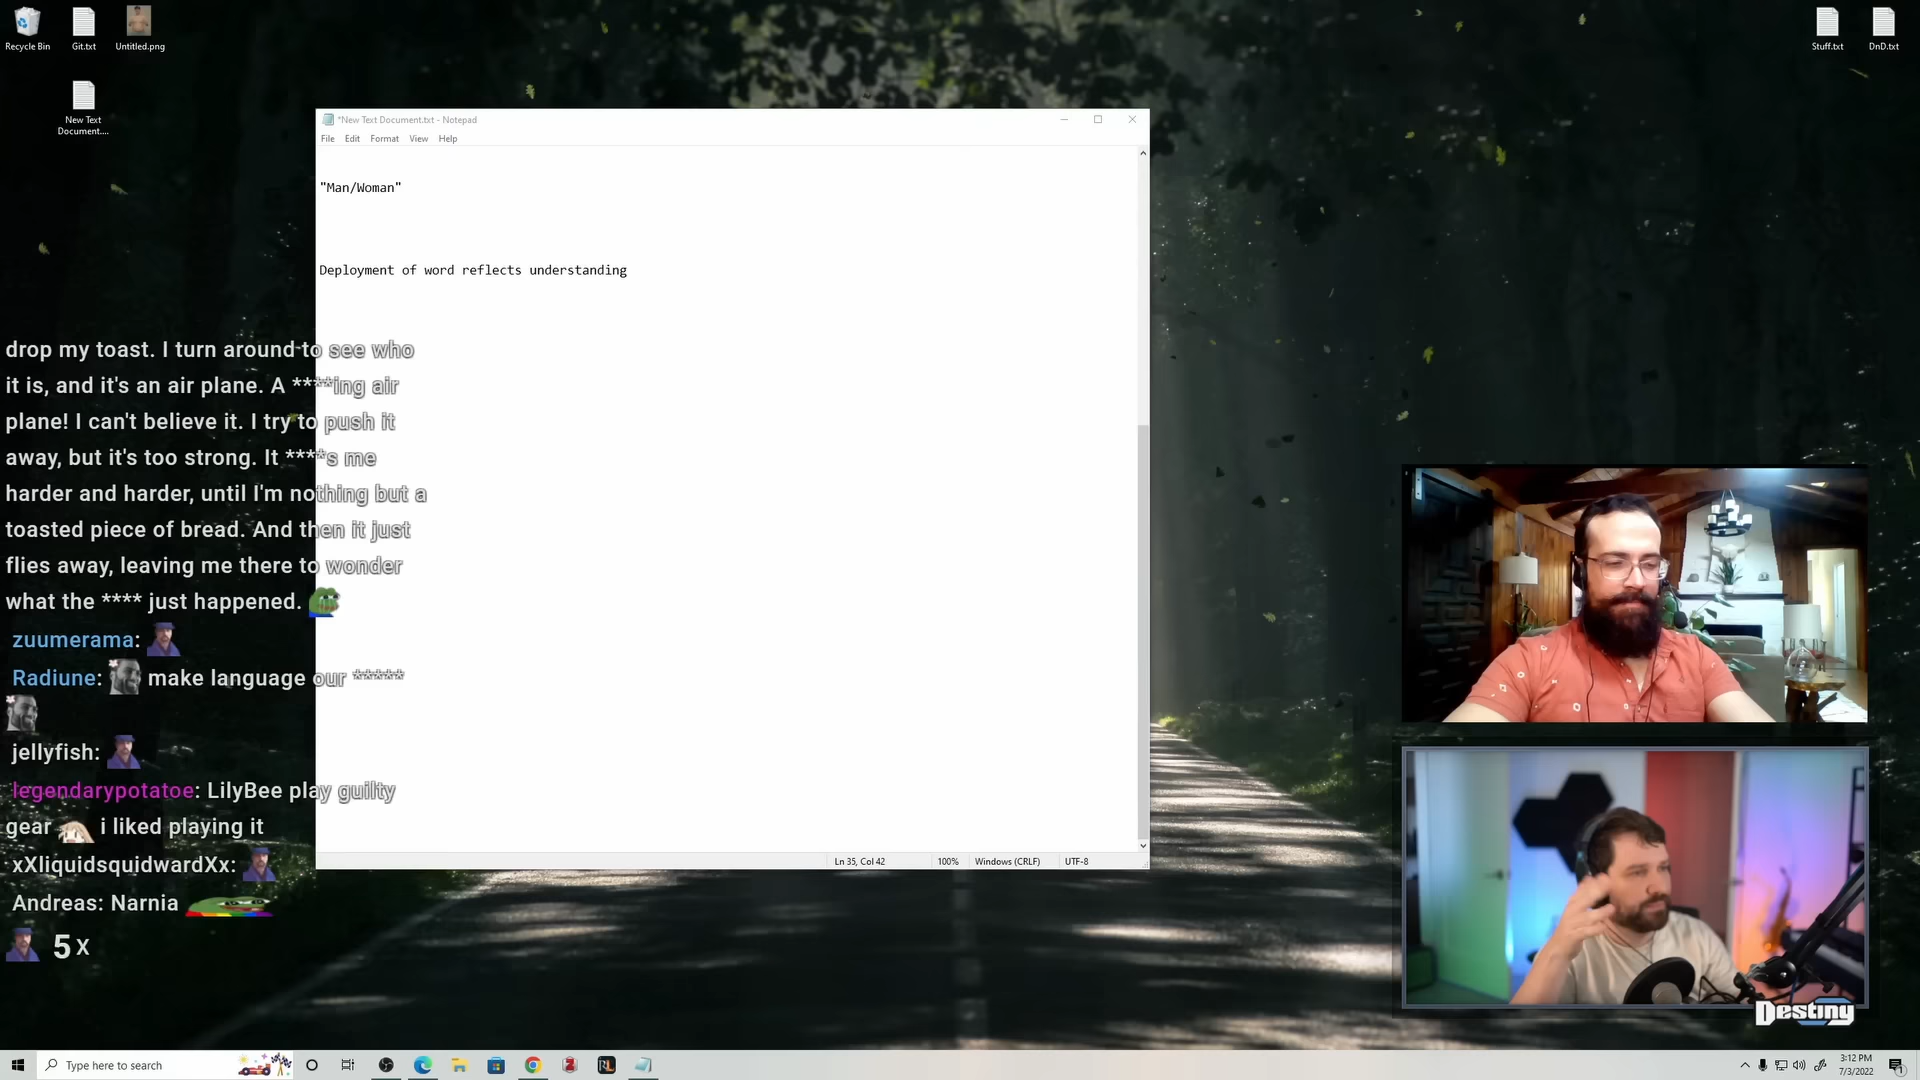 Recycle Bin
Git.txt
Untitled.png
Stuff.txt
DnD.txt
New Text
Document....
*New Text Document.txt - Notepad
File Edit Format View Help
"Man/Woman"
Deployment of word reflects understanding
drop my toast. I turn around to see who
it is, and it's an air plane. A ****ing air
plane! I can't believe it. I try to push it
away, but it's too strong. It ****s me
harder and harder, until I'm nothing but a
toasted piece of bread. And then it just
flies away, leaving me there to wonder
what the **** just happened.
zuumerama:
Radiune: make language our *****
jellyfish:
legendarypotatoe: LilyBee play guilty
gear i liked playing it
xXliquidsquidwardXx:
Andreas: Narnia
5 x
Ln 35, Col 42 100% Windows (CRLF) UTF-8
Destiny
Type here to search
3:12 PM
7/3/2022